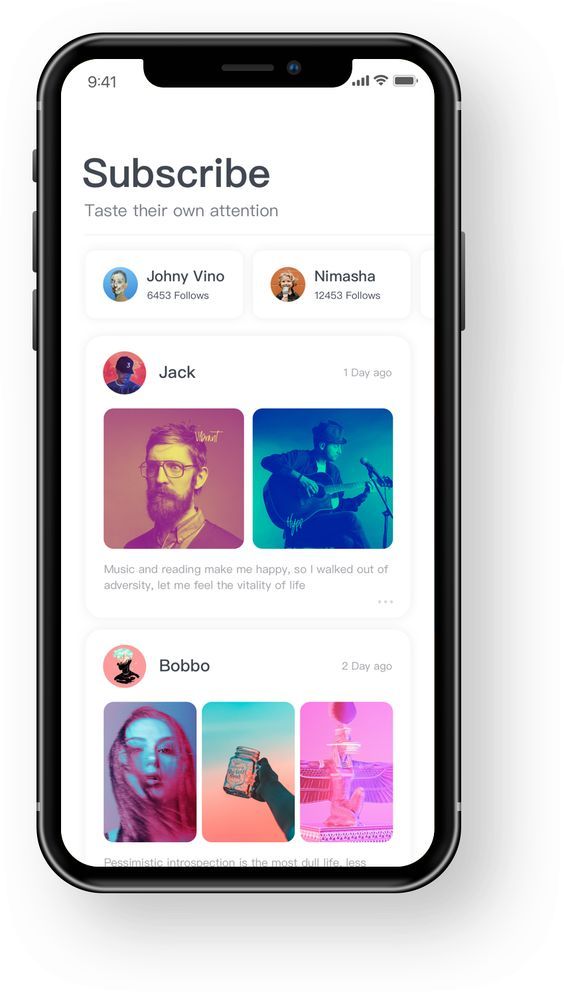 9:41
Subscribe
Taste their own attention
Johny Vino
6453 Follows
Nimasha
12453 Follows
Jack
1 Day ago
Music and reading make me happy, so I walked out of
adversity, let me feel the vitality of life
Bobbo
2 Day ago
Pessimistic introspection is the most dull life, less